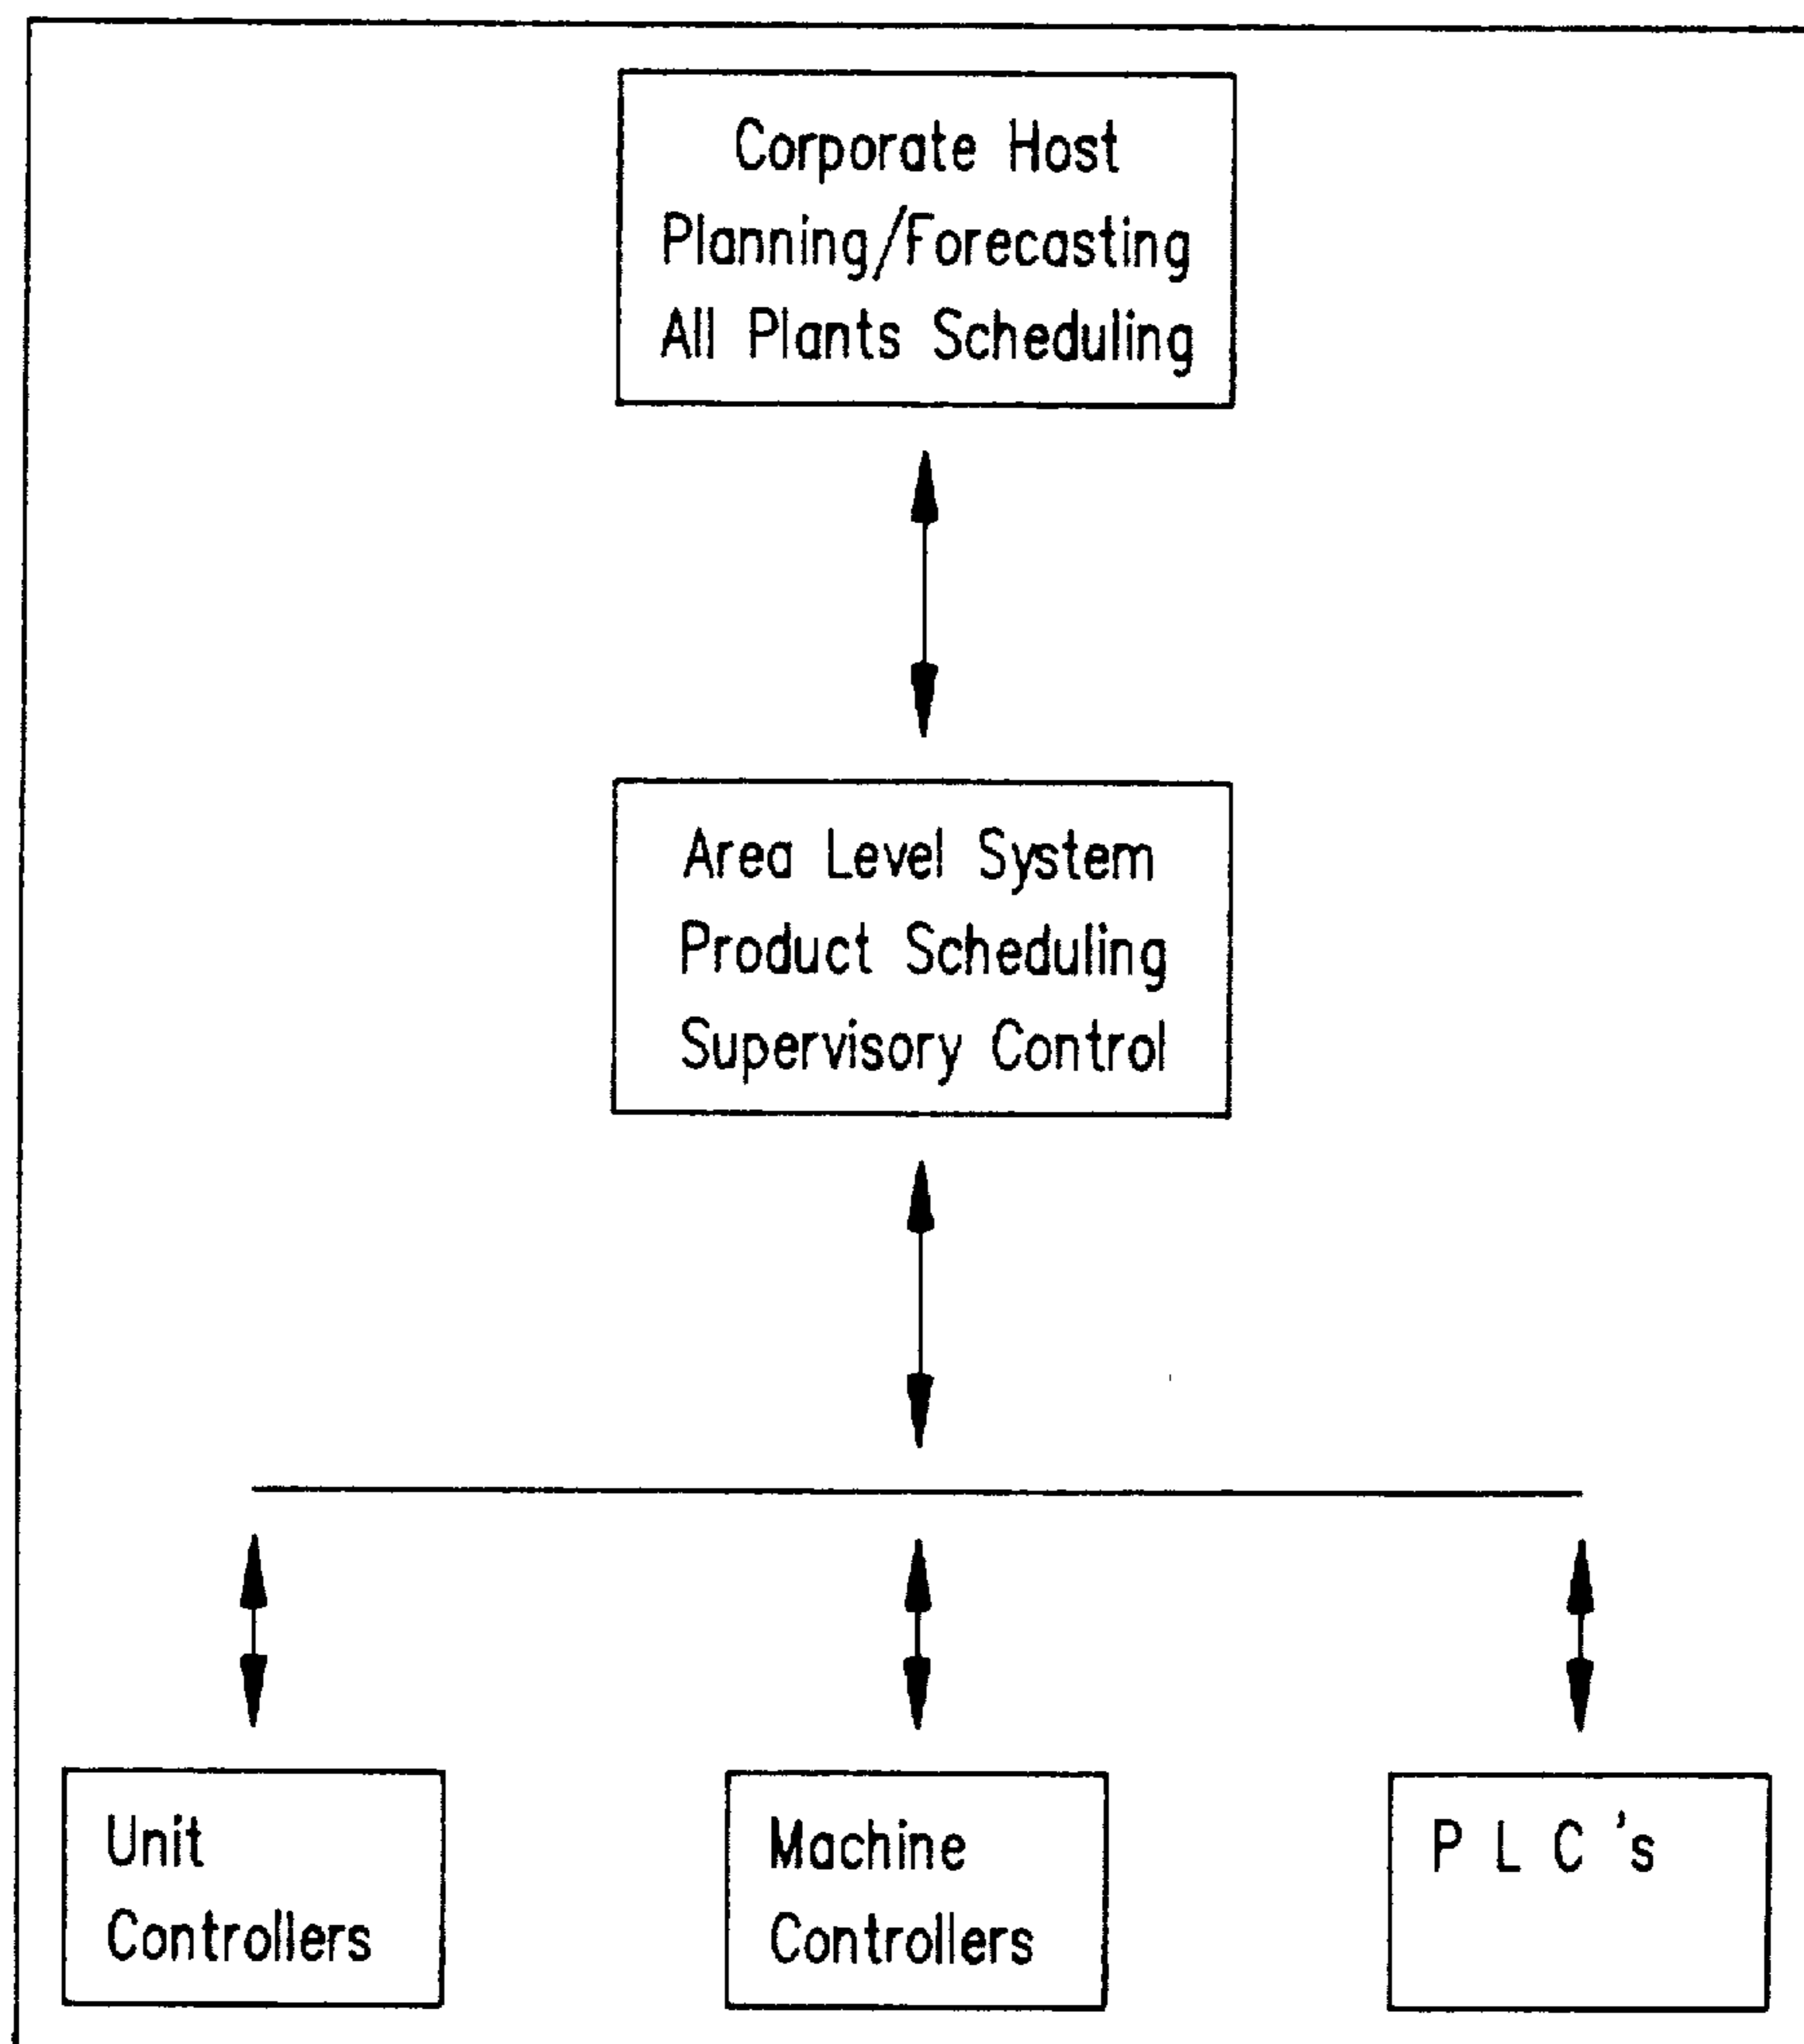 Corporate Host
Planning/Forecasting
All Plants Scheduling
Area Level System
Product Scheduling
Supervisory Control
Unit
Controllers
Machine
Controllers
P L C 's